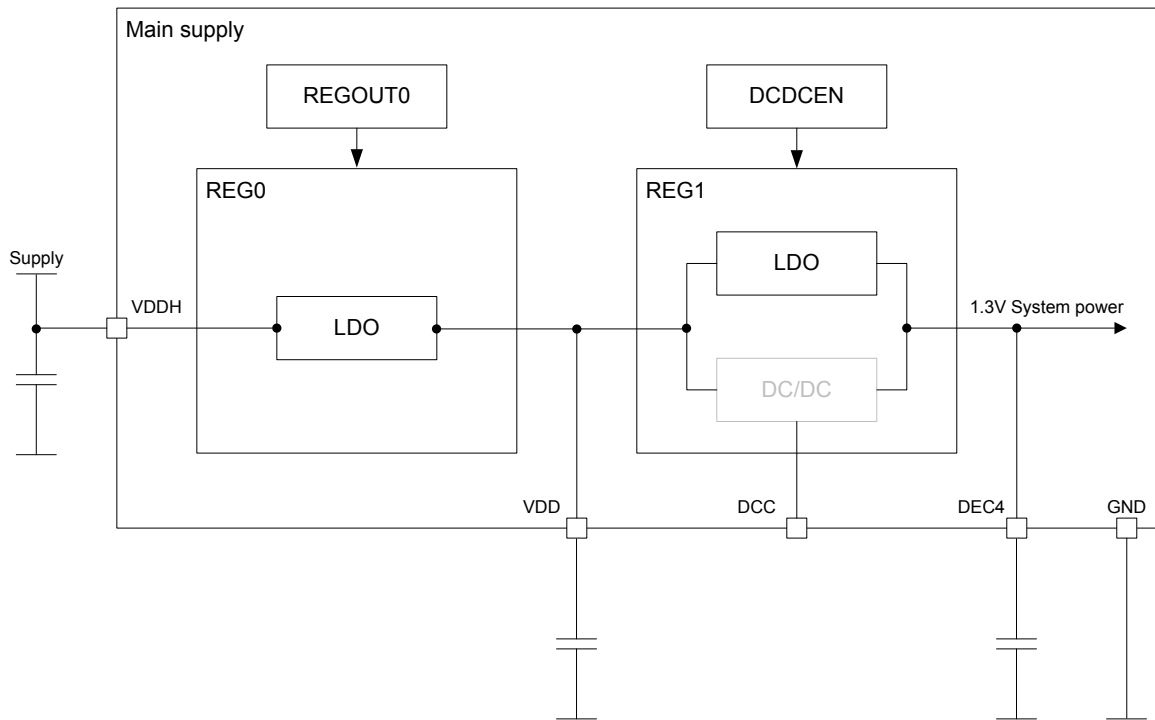 Main supply
REGOUT0
DCDCEN
REG0
REG1
Supply
LDO
VDDH
1.3V System power
LDO
DC/DC
VDD
DCC
DEC4
GND